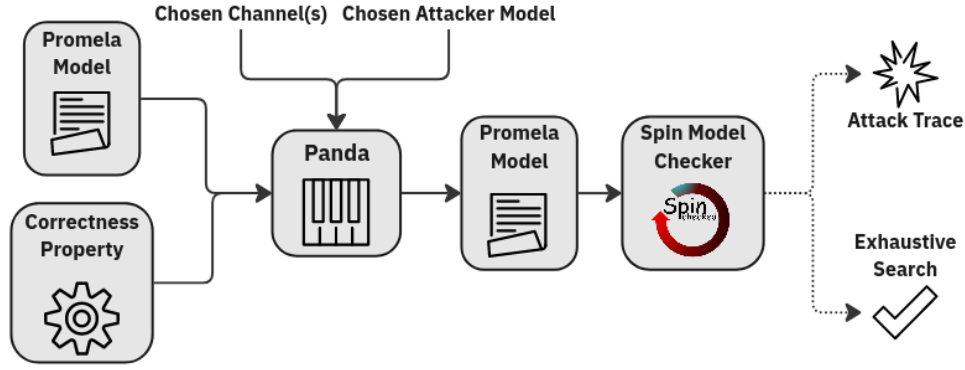 Chosen Channel(s)
Chosen Attacker Model
Promela
Model
Correctness
Property
Panda
Promela
Model
Spin Model
Checker
Spin
checked
Attack Trace
Exhaustive
Search